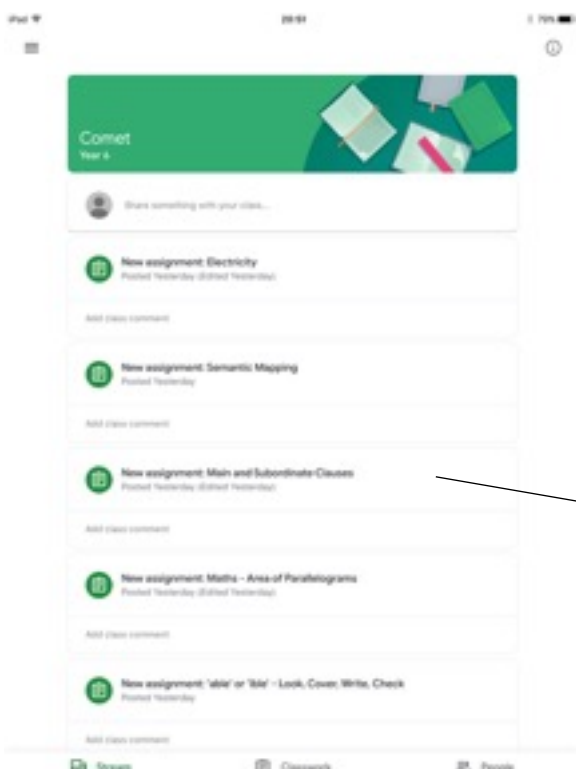 iPad
20:51
70%
Comet
Year 6
Share something with your class...
New assignment: Electricity
Posted Yesterday (Edited Yesterday)
Add class comment
New assignment: Semantic Mapping
Posted Yesterday
Add class comment
New assignment: Main and Subordinate Clauses
Posted Yesterday (Edited Yesterday)
Add class comment
New assignment: Maths - Area of Parallelograms
Posted Yesterday (Edited Yesterday)
Add class comment
New assignment: 'able' or 'ible' - Look, Cover, Write, Check
Posted Yesterday
Add class comment
Stream
Classwork
People